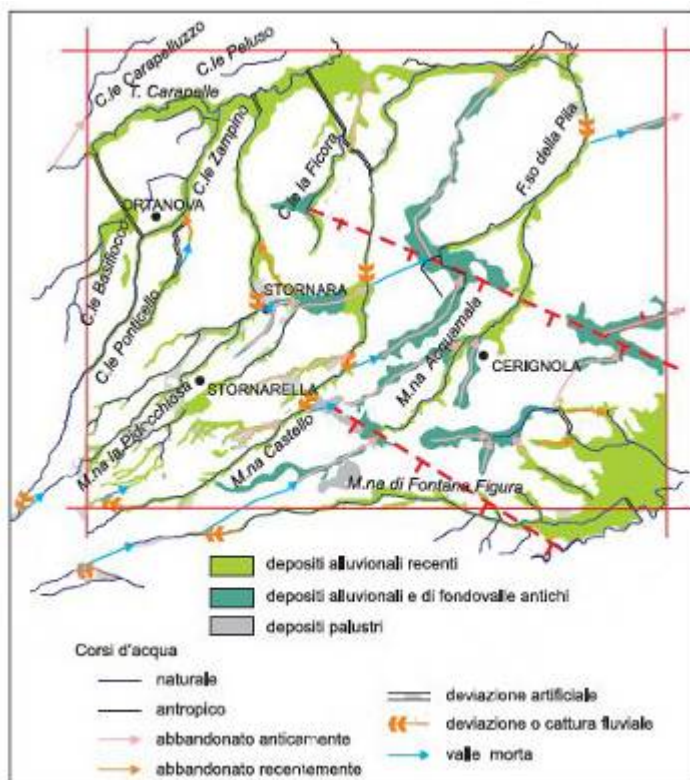 C.le Carapelluzzo
C.le Peluso
T. Carapelle
C.le Zampino
C.le la Ficora
F.so della Pila
ORTANOVA
C.le Basifiocco
C.le Ponticello
STORNARA
M.na Acquamala
CERIGNOLA
STORNARELLA
M.na la Pidocchiosa
M.na Castello
M.na di Fontana Figura
depositi alluvionali recenti
depositi alluvionali e di fondovalle antichi
depositi palustri
Corsi d'acqua
naturale
antropico
abbandonato anticamente
abbandonato recentemente
deviazione artificiale
deviazione o cattura fluviale
valle morta